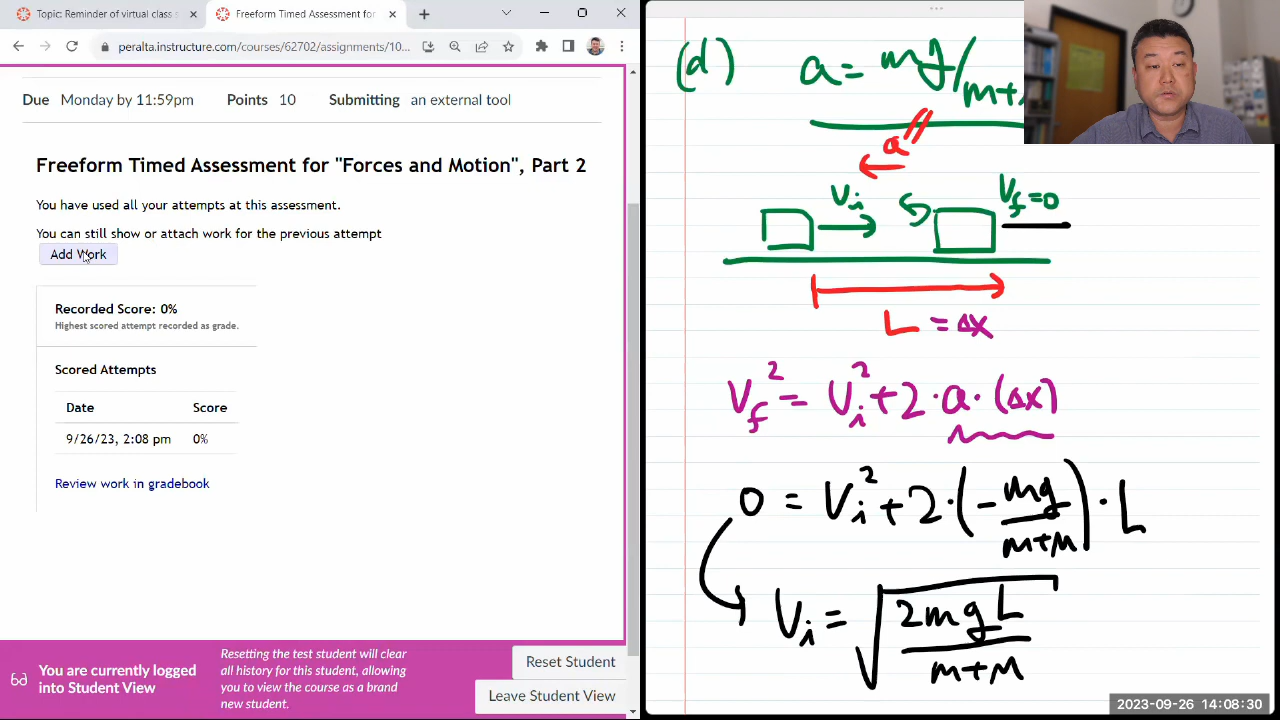 Topic Reminder of virtual class s
Freeform Timed Assessment for
peralta.instructure.com/courses/62702/assignments/10...
Due Monday by 11:59pm Points 10 Submitting an external tool
Freeform Timed Assessment for "Forces and Motion", Part 2
You have used all your attempts at this assessment.
You can still show or attach work for the previous attempt
Add Work
Recorded Score: 0%
Highest scored attempt recorded as grade.
Scored Attempts
Date Score
9/26/23, 2:08 pm 0%
Review work in gradebook
You are currently logged
into Student View
Resetting the test student will clear
all history for this student, allowing
you to view the course as a brand
new student.
Reset Student
Leave Student View
(d) a = mg/m+
a
Vi Vf=0
L = Δx
Vf² = Vi² + 2 · a · (Δx)
0 = Vi² + 2 · (- mg/m+M) · L
Vi = √2mgL/m+M
2023-09-26 14:08:30